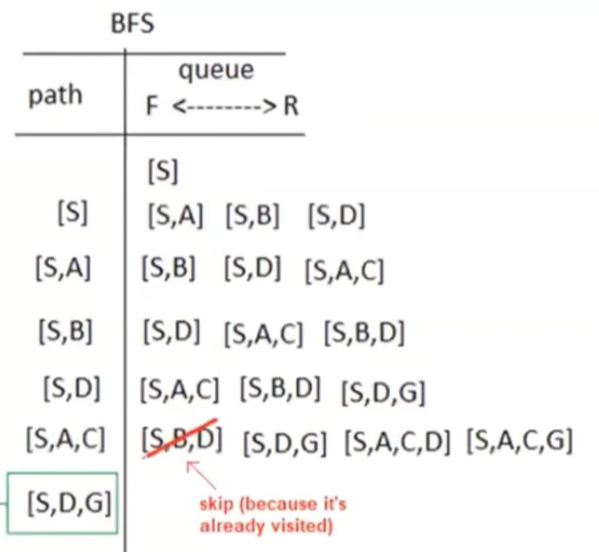 BFS
path queue
F <--------> R
[S]
[S] [S,A] [S,B] [S,D]
[S,A] [S,B] [S,D] [S,A,C]
[S,B] [S,D] [S,A,C] [S,B,D]
[S,D] [S,A,C] [S,B,D] [S,D,G]
[S,A,C] [S,B,D] [S,D,G] [S,A,C,D] [S,A,C,G]
[S,D,G] skip (because it's
already visited)